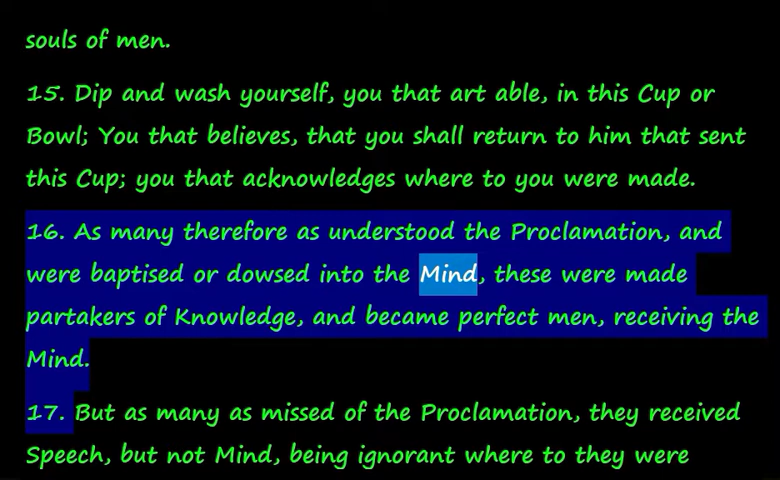 souls of men.
15. Dip and wash yourself, you that art able, in this Cup or
Bowl; You that believes, that you shall return to him that sent
this Cup; you that acknowledges where to you were made.
16. As many therefore as understood the Proclamation, and
were baptised or dowsed into the Mind, these were made
partakers of Knowledge, and became perfect men, receiving the
Mind.
17. But as many as missed of the Proclamation, they received
Speech, but not Mind, being ignorant where to they were